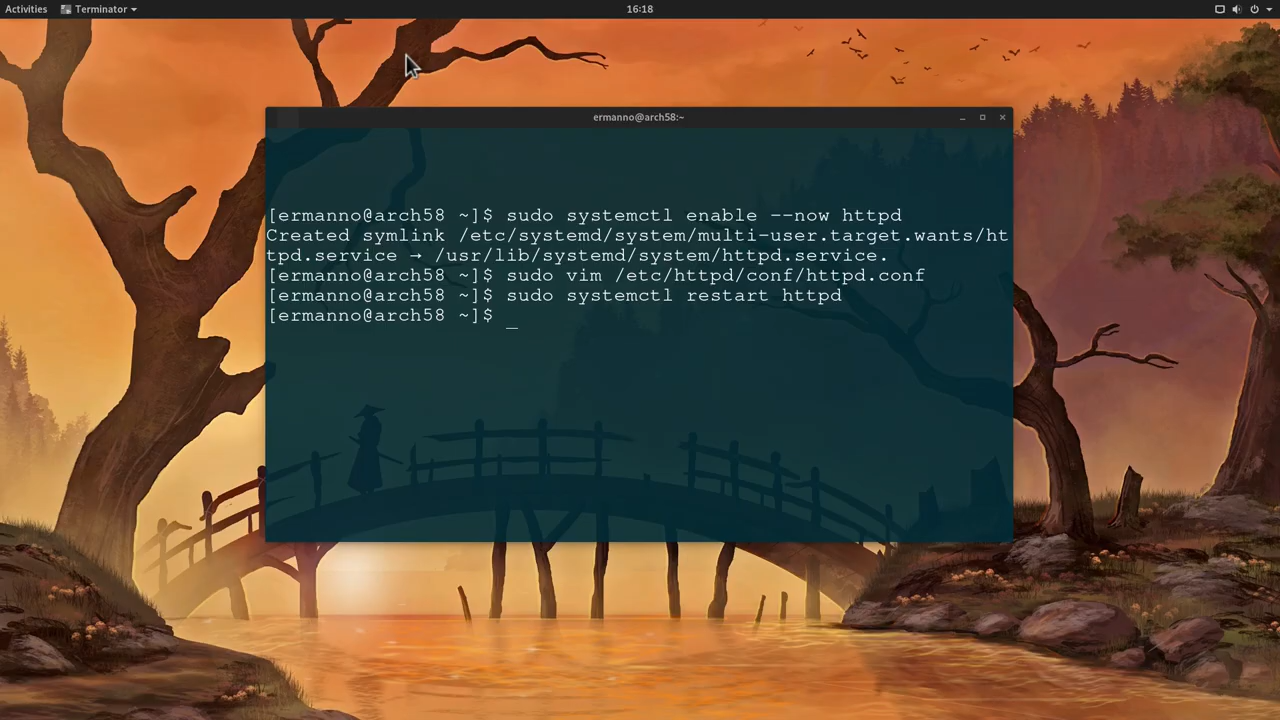 Activities Terminator 16:18
ermanno@arch58:~
[ermanno@arch58 ~]$ sudo systemctl enable --now httpd
Created symlink /etc/systemd/system/multi-user.target.wants/ht
tpd.service → /usr/lib/systemd/system/httpd.service.
[ermanno@arch58 ~]$ sudo vim /etc/httpd/conf/httpd.conf
[ermanno@arch58 ~]$ sudo systemctl restart httpd
[ermanno@arch58 ~]$ _